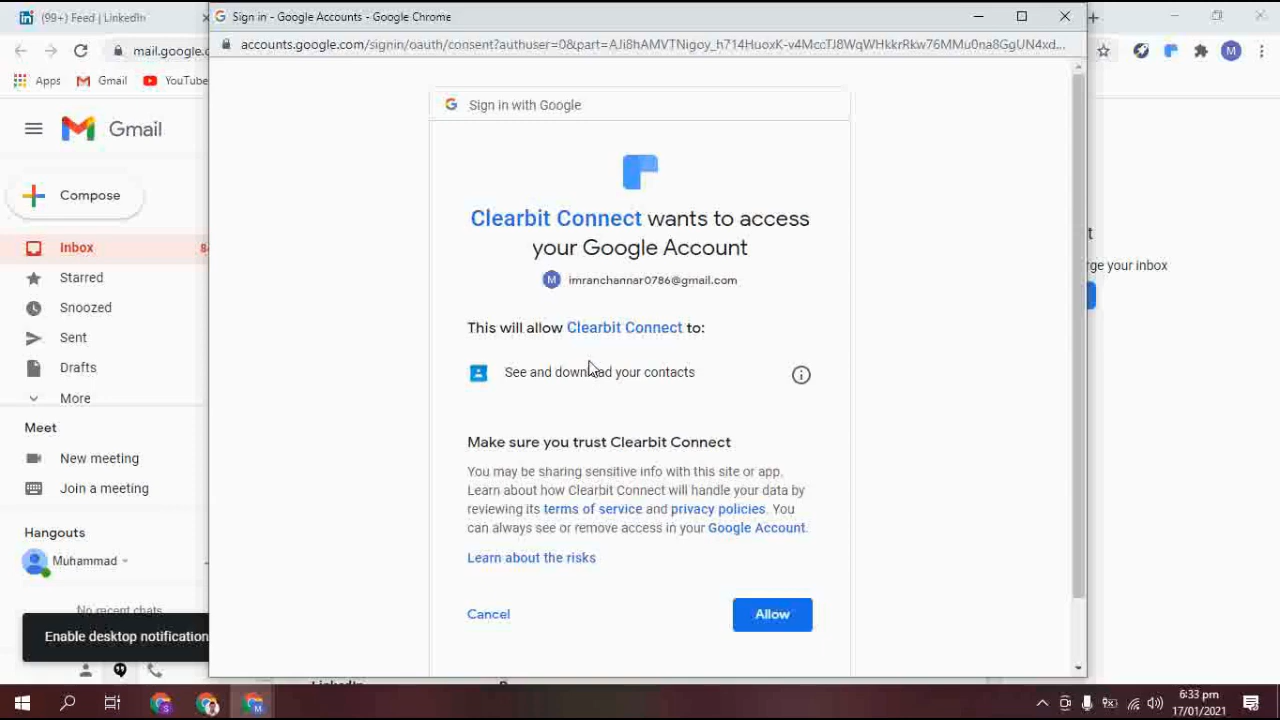 (99+) Feed | LinkedIn
Sign in - Google Accounts - Google Chrome
mail.google.c
accounts.google.com/signin/oauth/consent?authuser=0&part=
Apps
Gmail
YouTube
M
Gmail
Compose
Inbox
Starred
Snoozed
Sent
Drafts
More
Meet
New meeting
Join a meeting
Hangouts
Muhammad
No recent chats
Enable desktop notification
Sign in with Google
Clearbit Connect wants to access
your Google Account
M imranchannar0786@gmail.com
This will allow Clearbit Connect to:
See and download your contacts
Make sure you trust Clearbit Connect
You may be sharing sensitive info with this site or app.
Learn about how Clearbit Connect will handle your data by
reviewing its terms of service and privacy policies. You
can always see or remove access in your Google Account.
Learn about the risks
Cancel
Allow
t
rge your inbox
LinkedIn
6:33 pm
17/01/2021